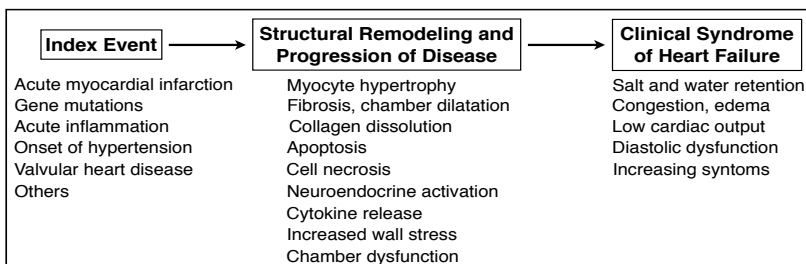 Index Event
Structural Remodeling and
Progression of Disease
Clinical Syndrome
of Heart Failure
Acute myocardial infarction
Gene mutations
Acute inflammation
Onset of hypertension
Valvular heart disease
Others
Myocyte hypertrophy
Fibrosis, chamber dilatation
Collagen dissolution
Apoptosis
Cell necrosis
Neuroendocrine activation
Cytokine release
Increased wall stress
Chamber dysfunction
Salt and water retention
Congestion, edema
Low cardiac output
Diastolic dysfunction
Increasing syntoms